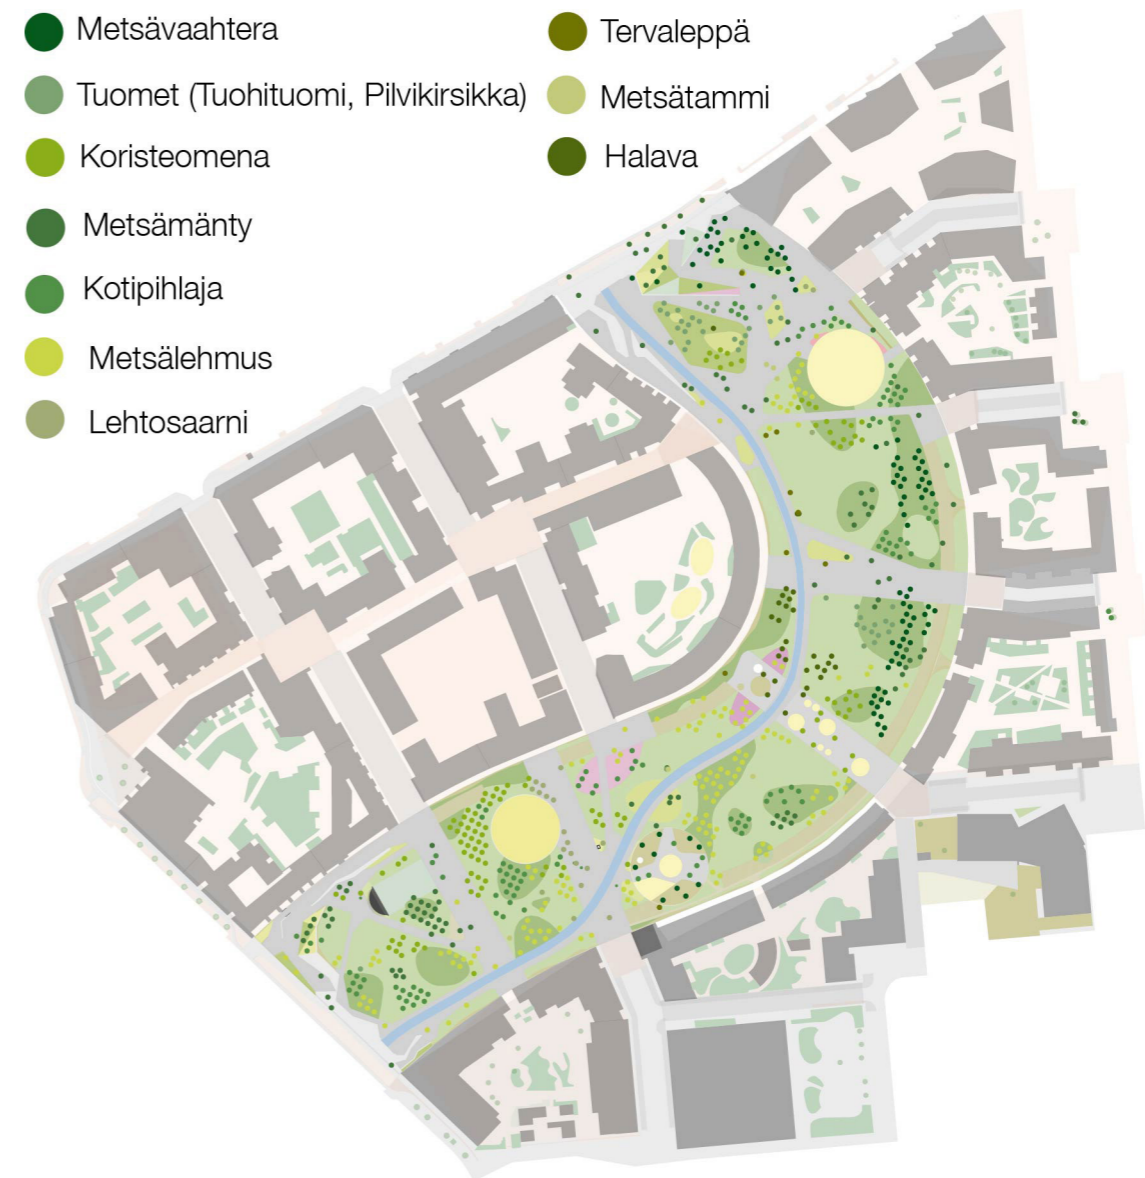 Metsävaahtera
Tuomet (Tuohituomi, Pilvikirsikka)
Koristeomena
Metsämänty
Kotipihlaja
Metsälehmus
Lehtosaarni
Tervaleppä
Metsätammi
Halava